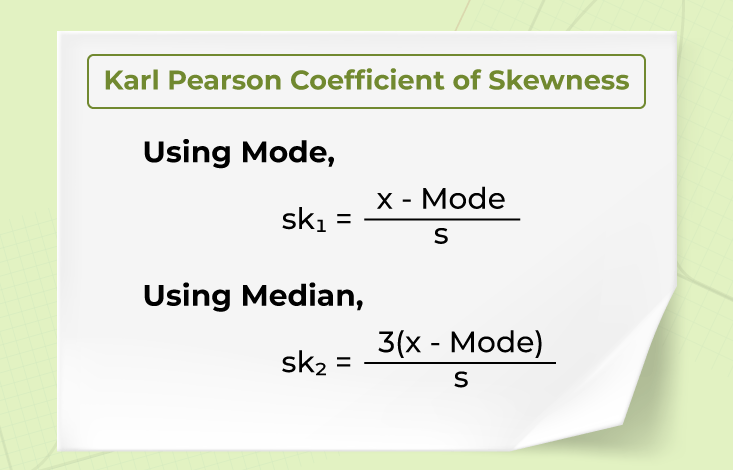 Karl Pearson Coefficient of Skewness
Using Mode,
sk₁ = x - Mode / s
Using Median,
sk₂ = 3(x - Mode) / s